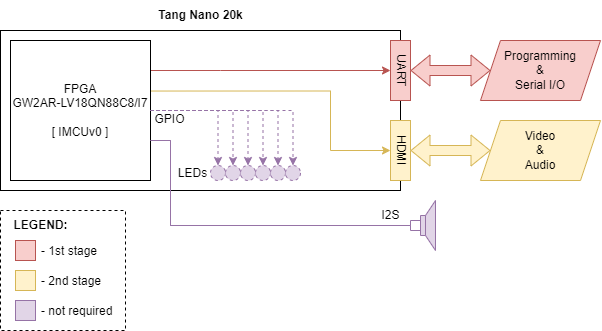 Tang Nano 20k
FPGA
GW2AR-LV18QN88C8/I7
[ IMCUv0 ]
GPIO
LEDs
UART
HDMI
Programming
&
Serial I/O
Video
&
Audio
I2S
LEGEND:
- 1st stage
- 2nd stage
- not required